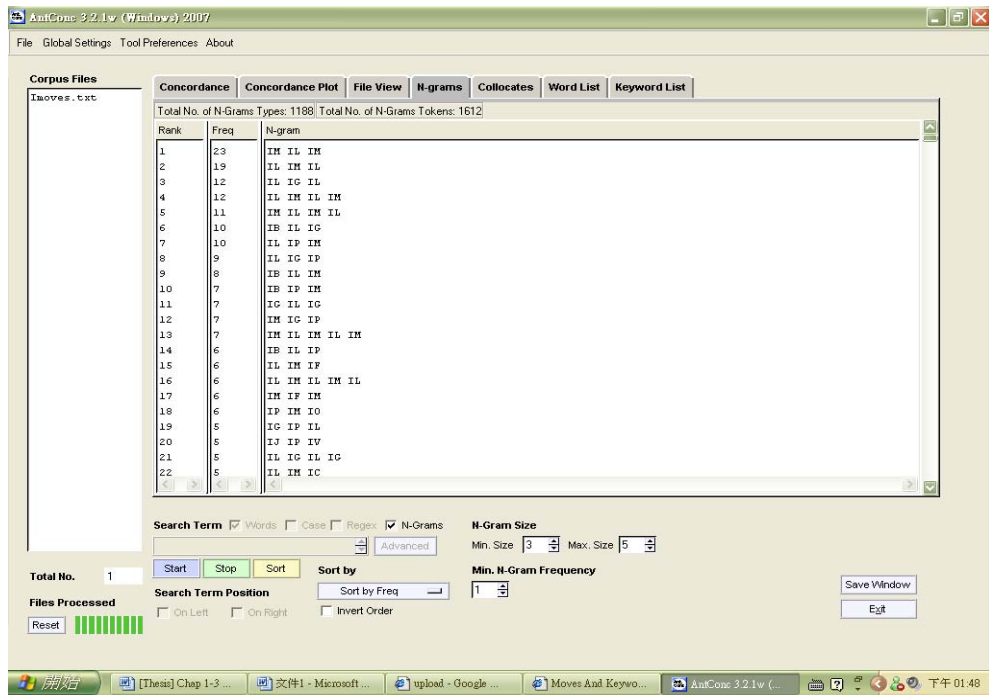 AntConc 3.2.1w (Windows) 2007
File Global Settings Tool Preferences About
Corpus Files
Imoves.txt
Concordance Concordance Plot File View N-grams Collocates Word List Keyword List
Total No. of N-Grams Types: 1188 Total No. of N-Grams Tokens: 1612
Rank Freq N-gram
1 23 IM IL IM
2 19 IL IM IL
3 12 IL IG IL
4 12 IL IM IL IM
5 11 IM IL IM IL
6 10 IB IL IG
7 10 IL IP IM
8 9 IL IG IP
9 8 IB IL IM
10 7 IB IP IM
11 7 IG IL IG
12 7 IM IG IP
13 7 IM IL IM IL IM
14 6 IB IL IP
15 6 IL IM IF
16 6 IL IM IL IM IL
17 6 IM IF IM
18 6 IP IM IO
19 5 IG IP IL
20 5 IJ IP IV
21 5 IL IG IL IG
22 5 IL IM IC
Search Term Words Case Regex N-Grams
Advanced
N-Gram Size
Min. Size 3 Max. Size 5
Start Stop Sort
Sort by
Sort by Freq
Invert Order
Min. N-Gram Frequency
1
Search Term Position
On Left On Right
Total No. 1
Files Processed
Reset
Save Window
Exit
開始 [Thesis] Chap 1-3 ... 文件1 - Microsoft ... upload - Google ... Moves And Keywo... AntConc 3.2.1w (... 下午 01:48